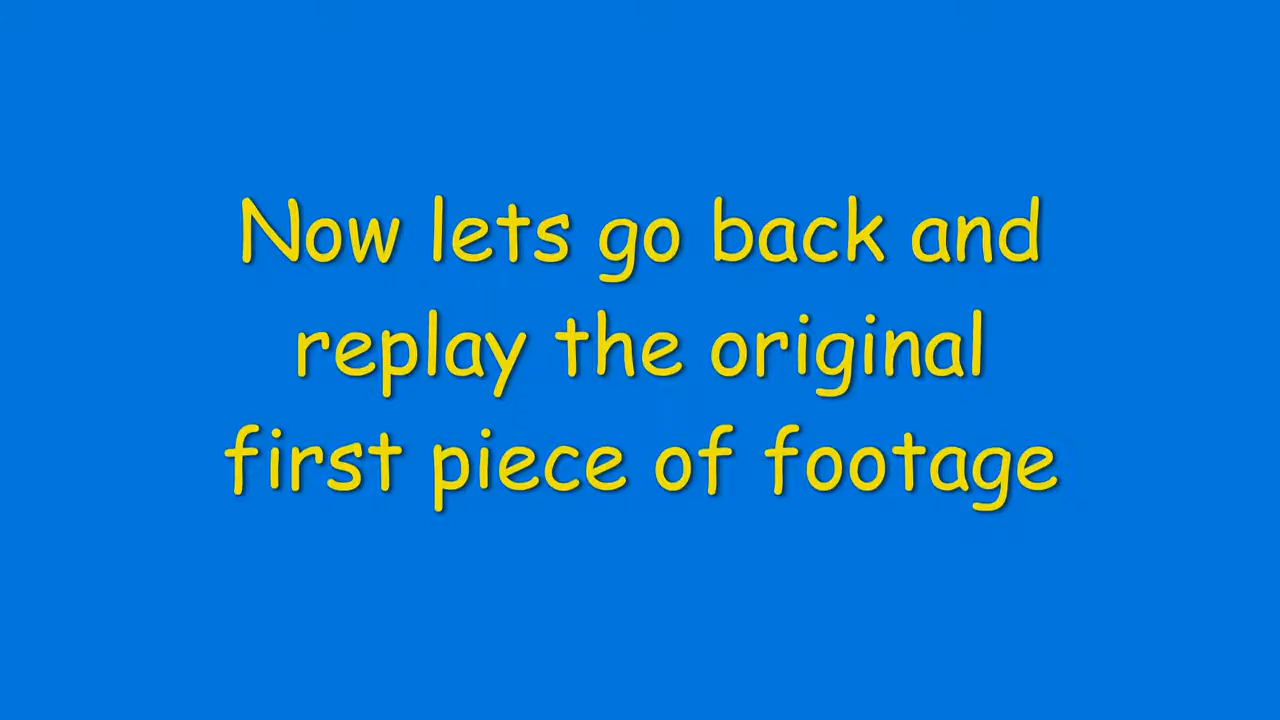 Now lets go back and
replay the original
first piece of footage